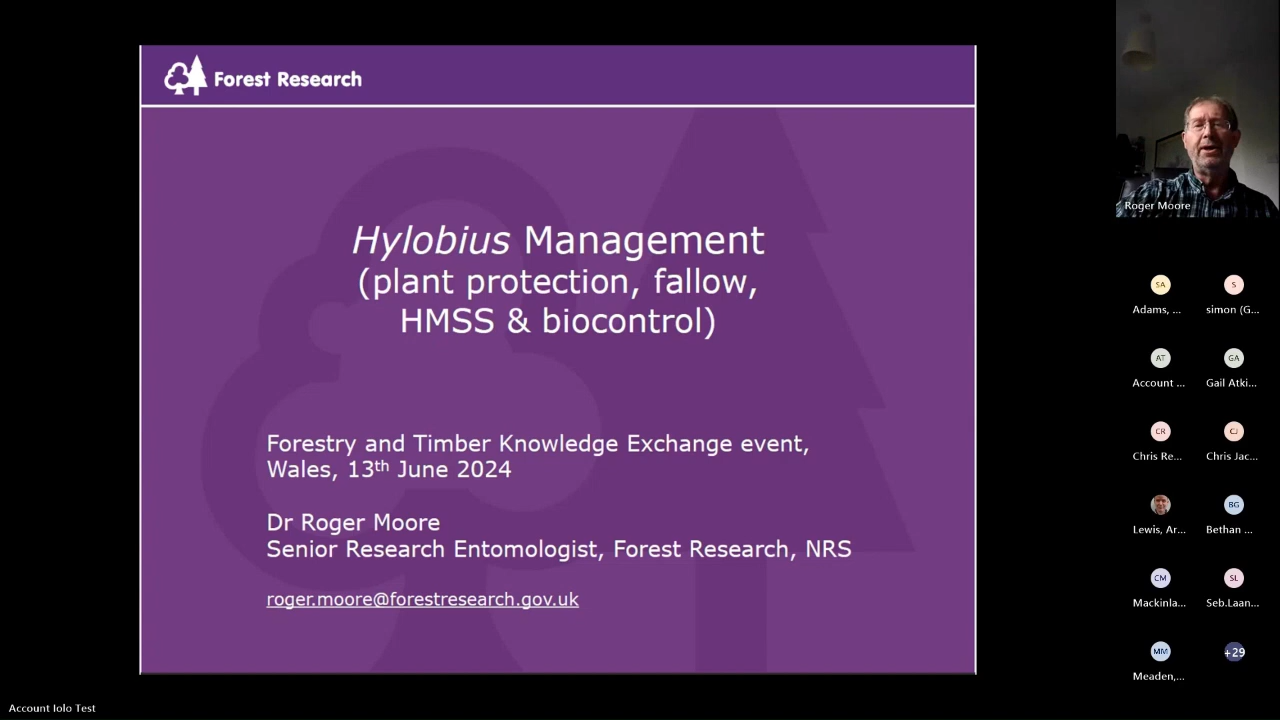 Forest Research
Hylobius Management
(plant protection, fallow,
HMSS & biocontrol)
Forestry and Timber Knowledge Exchange event,
Wales, 13th June 2024
Dr Roger Moore
Senior Research Entomologist, Forest Research, NRS
roger.moore@forestresearch.gov.uk
Roger Moore
SA
S
Adams, ...
simon (G...
AT
GA
Account ...
Gail Atki...
CR
CJ
Chris Re...
Chris Jac...
BG
Lewis, Ar...
Bethan ...
CM
SL
Mackinla...
Seb.Laan...
MM
+29
Meaden,...
Account Iolo Test